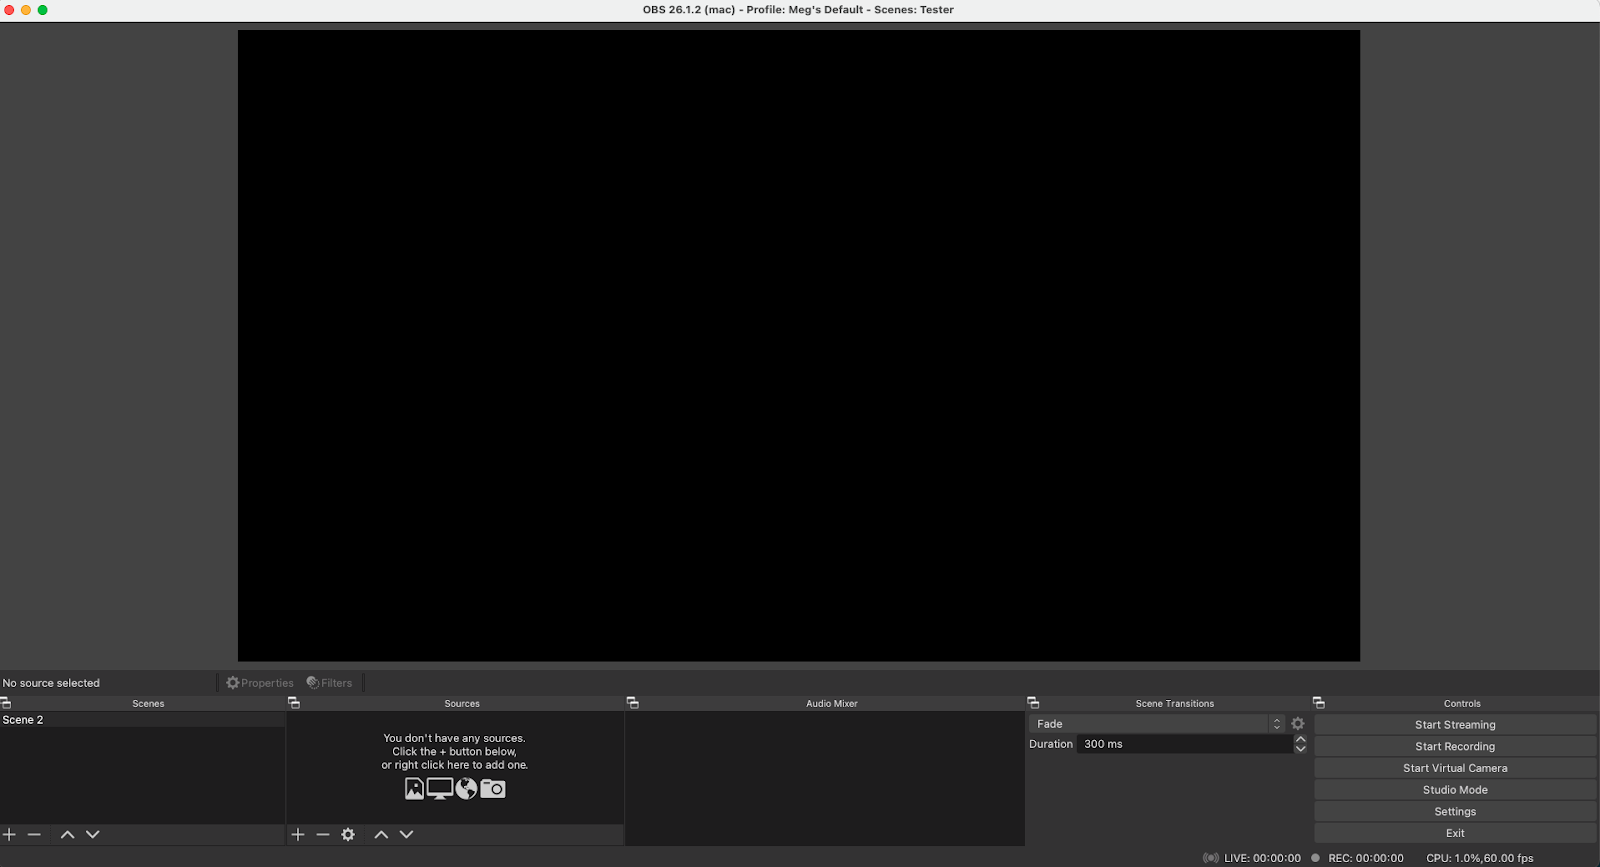 OBS 26.1.2 (mac) - Profile: Meg's Default - Scenes: Tester
No source selected
Properties
Filters
Scenes
Scene 2
Sources
You don't have any sources.
Click the + button below,
or right click here to add one.
Audio Mixer
Scene Transitions
Fade
Duration 300 ms
Controls
Start Streaming
Start Recording
Start Virtual Camera
Studio Mode
Settings
Exit
LIVE: 00:00:00
REC: 00:00:00
CPU: 1.0%,60.00 fps